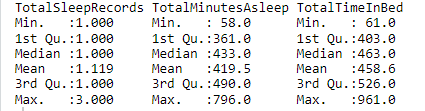 TotalSleepRecords TotalMinutesAsleep TotalTimeInBed
Min.   :1.000     Min.   : 58.0      Min.   : 61.0
1st Qu.:1.000     1st Qu.:361.0      1st Qu.:403.0
Median :1.000     Median :433.0      Median :463.0
Mean   :1.119     Mean   :419.5      Mean   :458.6
3rd Qu.:1.000     3rd Qu.:490.0      3rd Qu.:526.0
Max.   :3.000     Max.   :796.0      Max.   :961.0